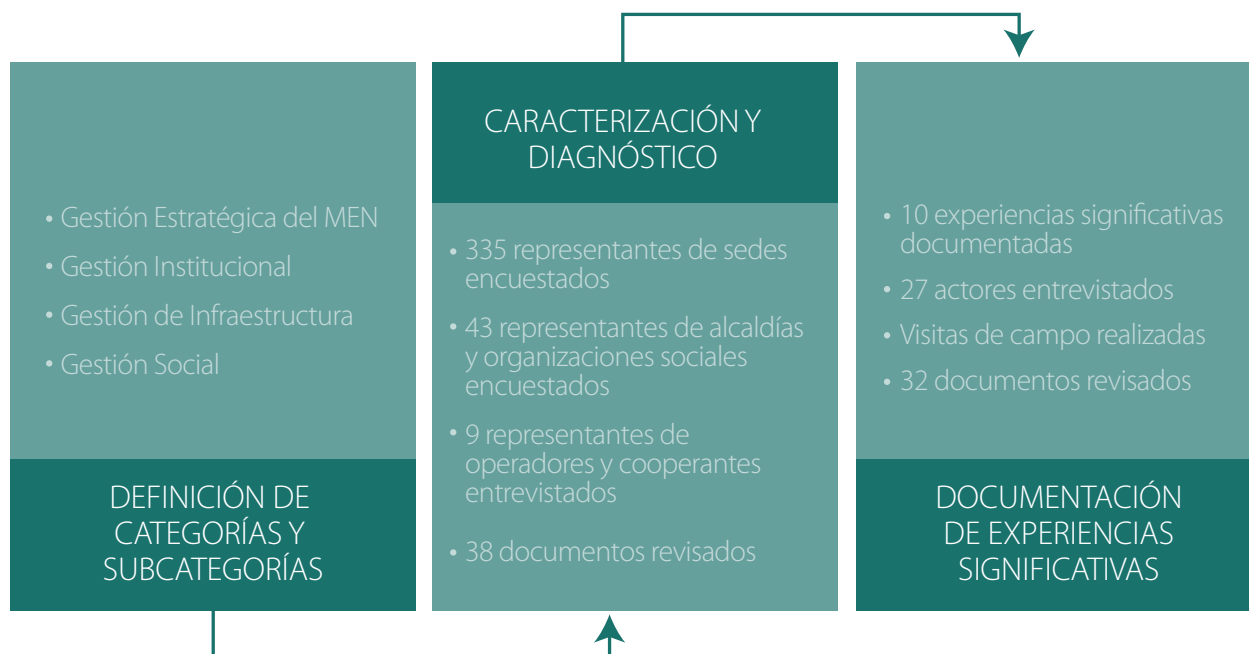 • Gestión Estratégica del MEN
• Gestión Institucional
• Gestión de Infraestructura
• Gestión Social
DEFINICIÓN DE
CATEGORÍAS Y
SUBCATEGORÍAS
CARACTERIZACIÓN Y
DIAGNÓSTICO
• 335 representantes de sedes
encuestados
• 43 representantes de alcaldías
y organizaciones sociales
encuestados
• 9 representantes de
operadores y cooperantes
entrevistados
• 38 documentos revisados
• 10 experiencias significativas
documentadas
• 27 actores entrevistados
• Visitas de campo realizadas
• 32 documentos revisados
DOCUMENTACIÓN
DE EXPERIENCIAS
SIGNIFICATIVAS